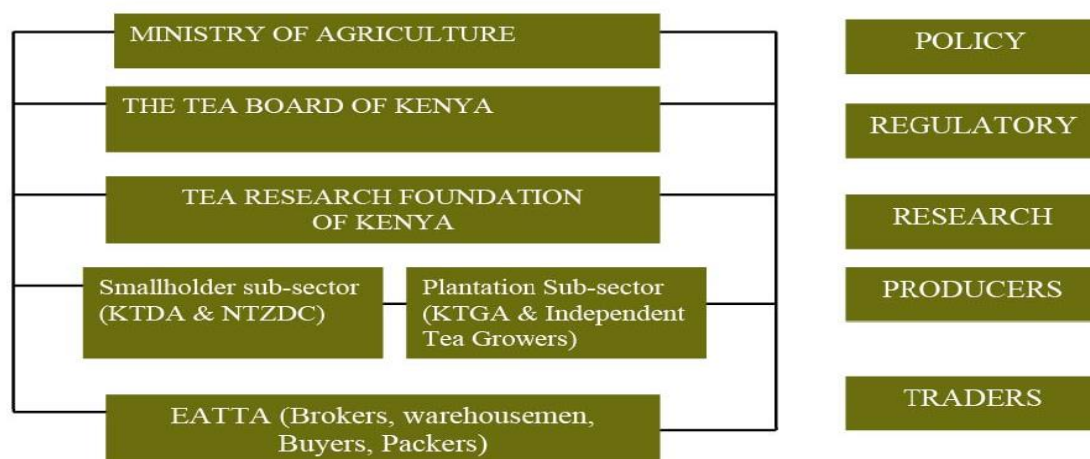 MINISTRY OF AGRICULTURE
POLICY
THE TEA BOARD OF KENYA
REGULATORY
TEA RESEARCH FOUNDATION
OF KENYA
RESEARCH
Smallholder sub-sector
(KTDA & NTZDC)
Plantation Sub-sector
(KTGA & Independent
Tea Growers)
PRODUCERS
EATTA (Brokers, warehousemen,
Buyers, Packers)
TRADERS